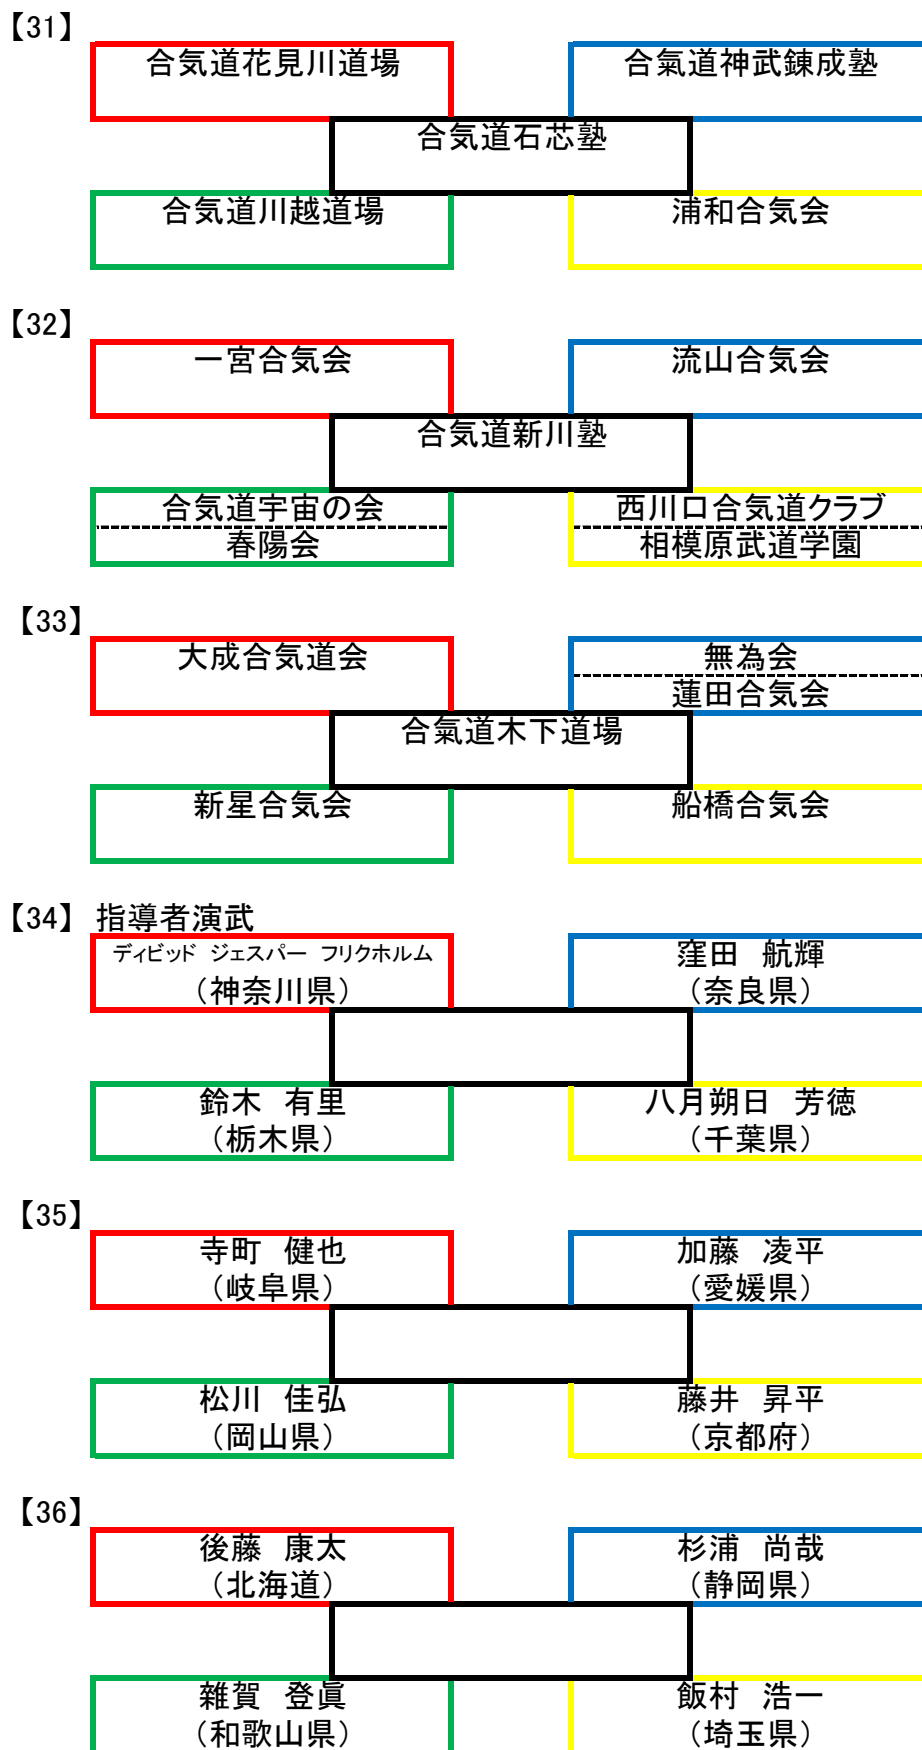 【31】
合気道花見川道場
合氣道神武錬成塾
合気道石芯塾
合気道川越道場
浦和合気会
【32】
一宮合気会
流山合気会
合気道新川塾
合気道宇宙の会
春陽会
西川口合気道クラブ
相模原武道学園
【33】
大成合気道会
無為会
蓮田合気会
合氣道木下道場
新星合気会
船橋合気会
【34】 指導者演武
ディビッド ジェスパー フリクホルム
（神奈川県）
窪田 航輝
（奈良県）
鈴木 有里
（栃木県）
八月朔日 芳徳
（千葉県）
【35】
寺町 健也
（岐阜県）
加藤 凌平
（愛媛県）
松川 佳弘
（岡山県）
藤井 昇平
（京都府）
【36】
後藤 康太
（北海道）
杉浦 尚哉
（静岡県）
雑賀 登眞
（和歌山県）
飯村 浩一
（埼玉県）